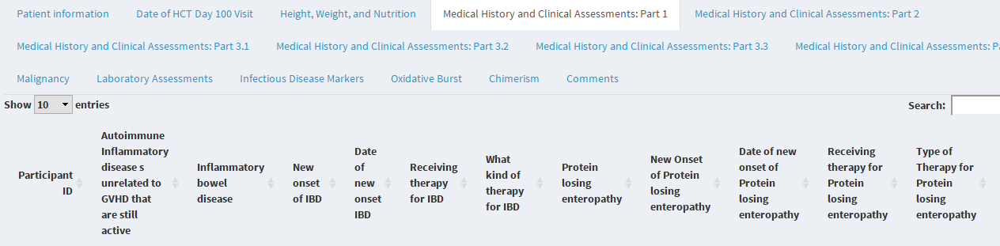 Patient information Date of HCT Day 100 Visit Height, Weight, and Nutrition Medical History and Clinical Assessments: Part 1 Medical History and Clinical Assessments: Part 2
Medical History and Clinical Assessments: Part 3.1 Medical History and Clinical Assessments: Part 3.2 Medical History and Clinical Assessments: Part 3.3 Medical History and Clinical Assessments: Pa
Malignancy Laboratory Assessments Infectious Disease Markers Oxidative Burst Chimerism Comments
Show 10 entries Search:
Participant
ID
Autoimmune
Inflammatory
disease s
unrelated to
GVHD that
are still
active
Inflammatory
bowel
disease
New
onset
of IBD
Date
of
new
onset
IBD
Receiving
therapy
for IBD
What
kind of
therapy
for IBD
Protein
losing
enteropathy
New Onset
of Protein
losing
enteropathy
Date of new
onset of
Protein
losing
enteropathy
Receiving
therapy for
Protein
losing
enteropathy
Type of
Therapy for
Protein
losing
enteropathy